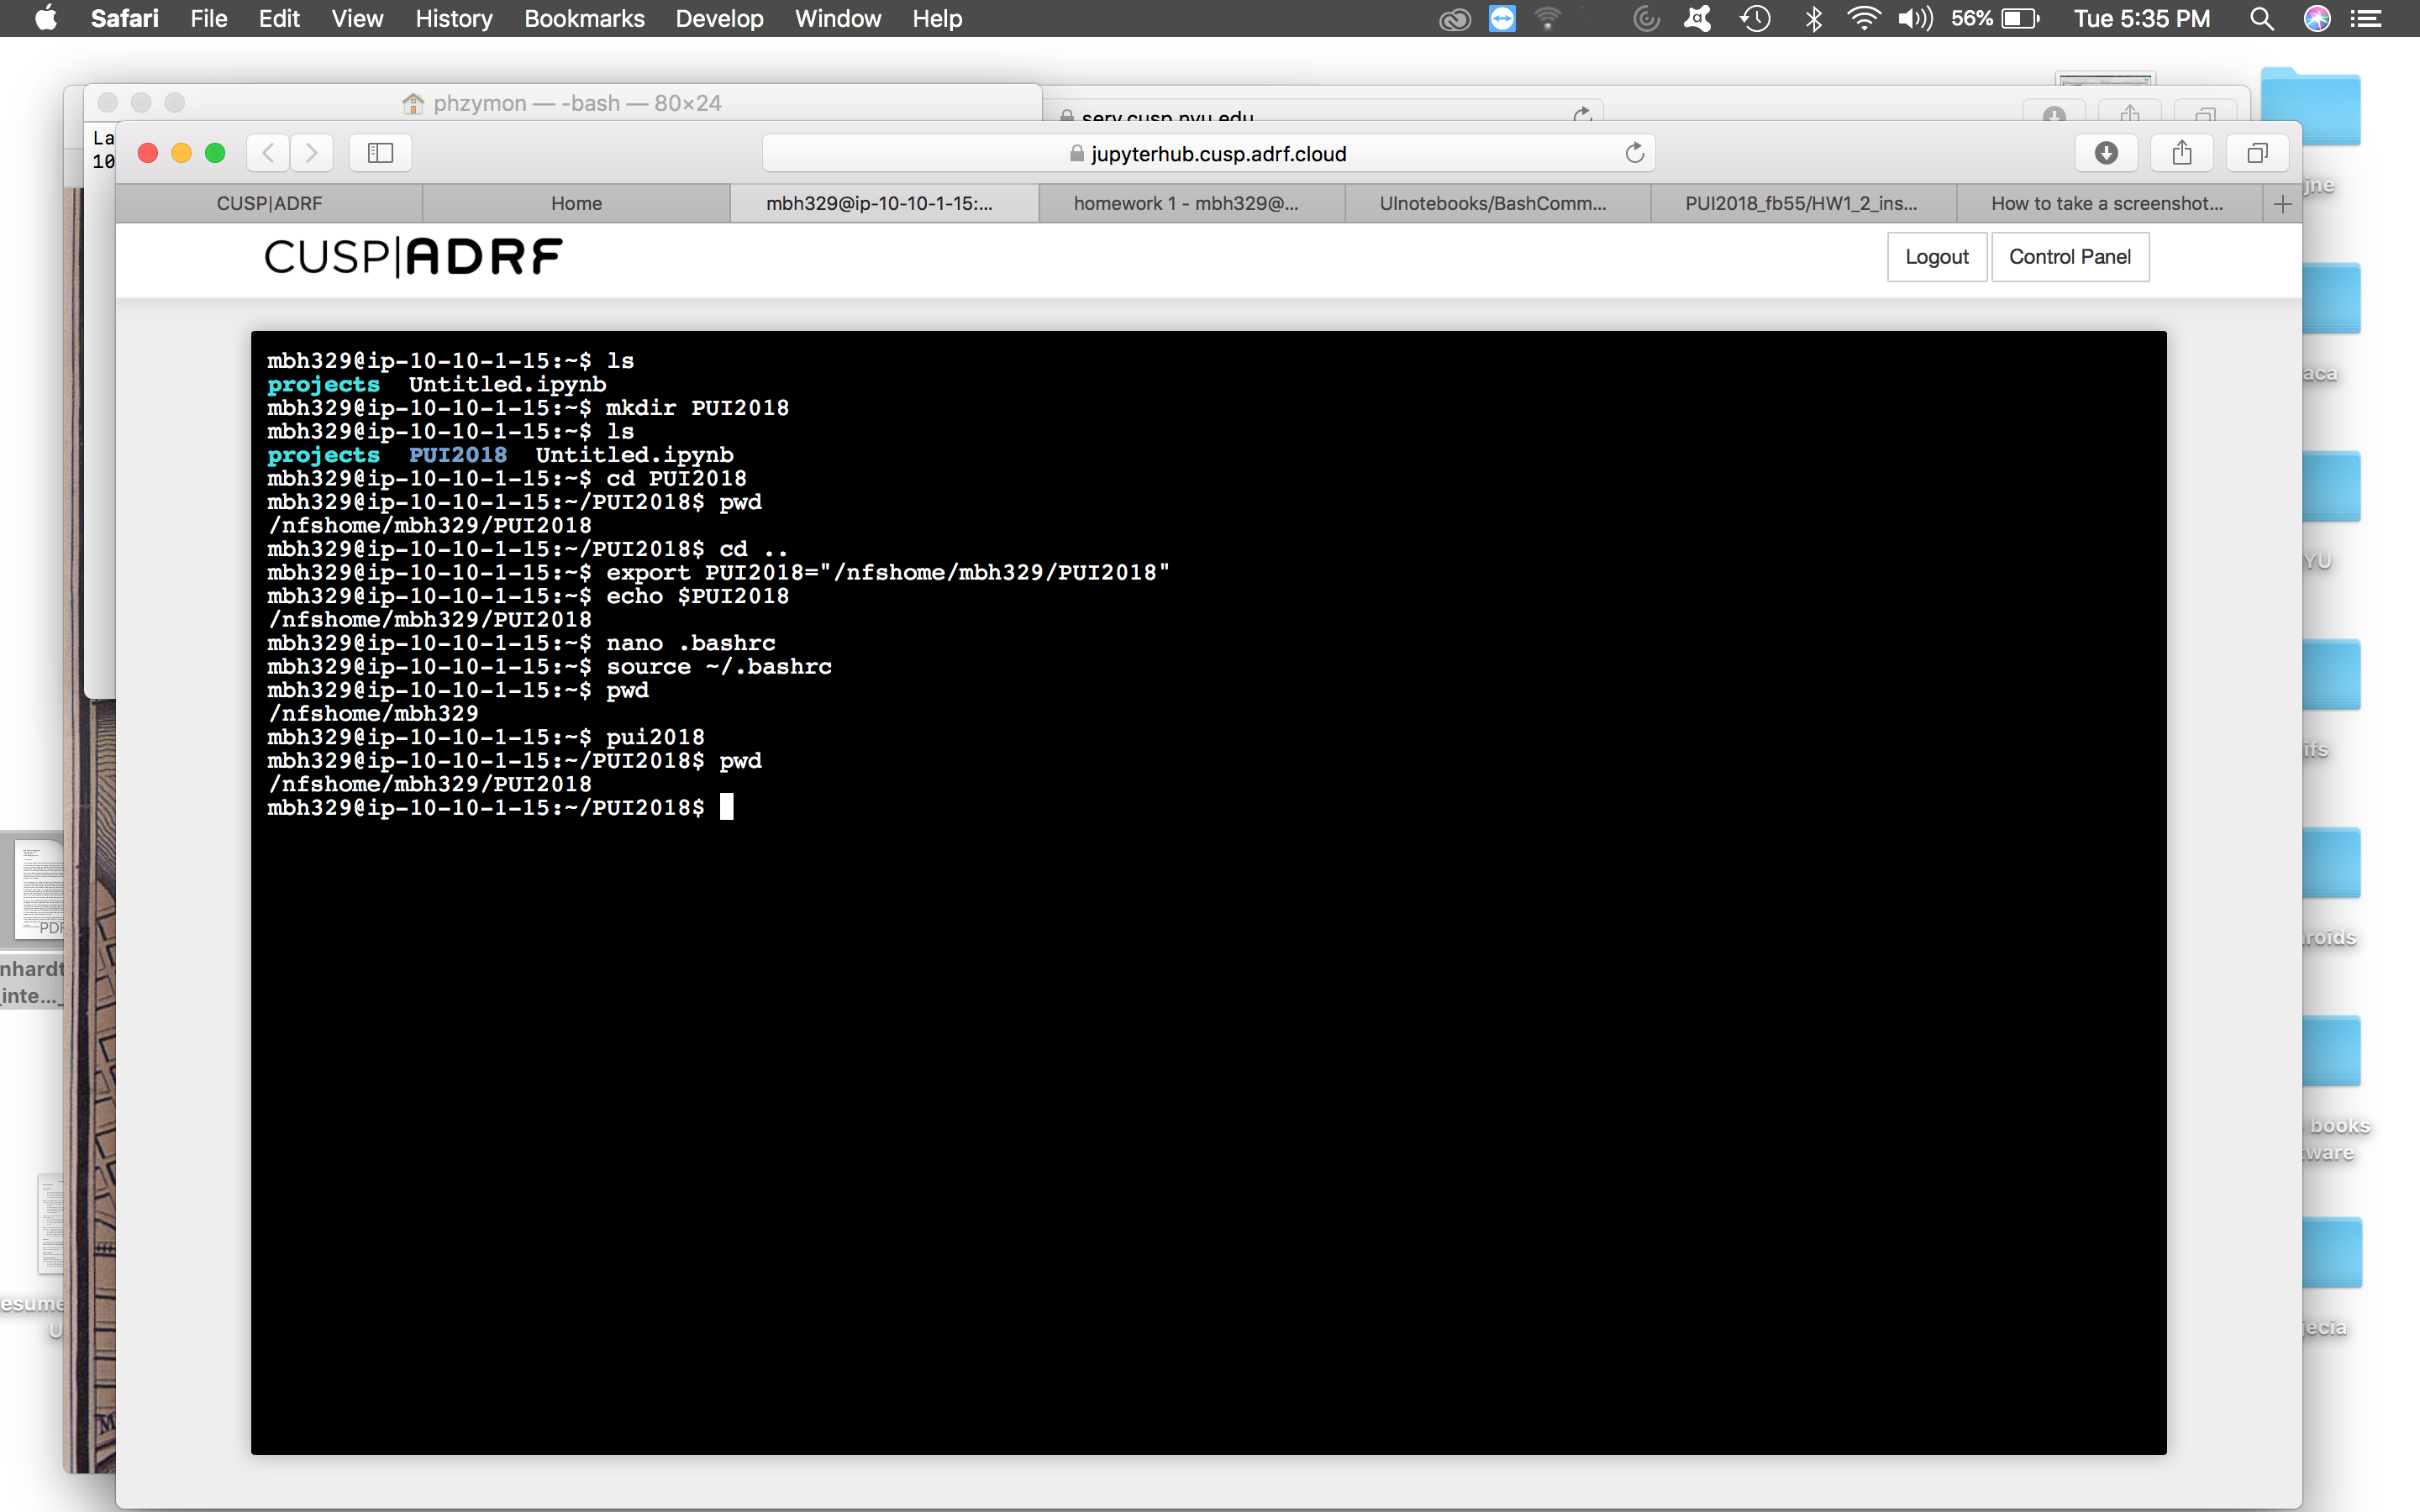 Safari File Edit View History Bookmarks Develop Window Help 56% Tue 5:35 PM
phzymon — -bash — 80×24
serv.cusp.nyu.edu
La
10
jupyterhub.cusp.adrf.cloud
CUSP|ADRF
Home
mbh329@ip-10-10-1-15:...
homework 1 - mbh329@...
UInotebooks/BashComm...
PUI2018_fb55/HW1_2_ins...
How to take a screenshot...
CUSP|ADRF
Logout
Control Panel
mbh329@ip-10-10-1-15:~$ ls
projects Untitled.ipynb
mbh329@ip-10-10-1-15:~$ mkdir PUI2018
mbh329@ip-10-10-1-15:~$ ls
projects PUI2018 Untitled.ipynb
mbh329@ip-10-10-1-15:~$ cd PUI2018
mbh329@ip-10-10-1-15:~/PUI2018$ pwd
/nfshome/mbh329/PUI2018
mbh329@ip-10-10-1-15:~/PUI2018$ cd ..
mbh329@ip-10-10-1-15:~$ export PUI2018="/nfshome/mbh329/PUI2018"
mbh329@ip-10-10-1-15:~$ echo $PUI2018
/nfshome/mbh329/PUI2018
mbh329@ip-10-10-1-15:~$ nano .bashrc
mbh329@ip-10-10-1-15:~$ source ~/.bashrc
mbh329@ip-10-10-1-15:~$ pwd
/nfshome/mbh329
mbh329@ip-10-10-1-15:~$ pui2018
mbh329@ip-10-10-1-15:~/PUI2018$ pwd
/nfshome/mbh329/PUI2018
mbh329@ip-10-10-1-15:~/PUI2018$
jne
aca
YU
ifs
roids
books
ware
jecia
PDF
nhardt
_inte..._
esume
U